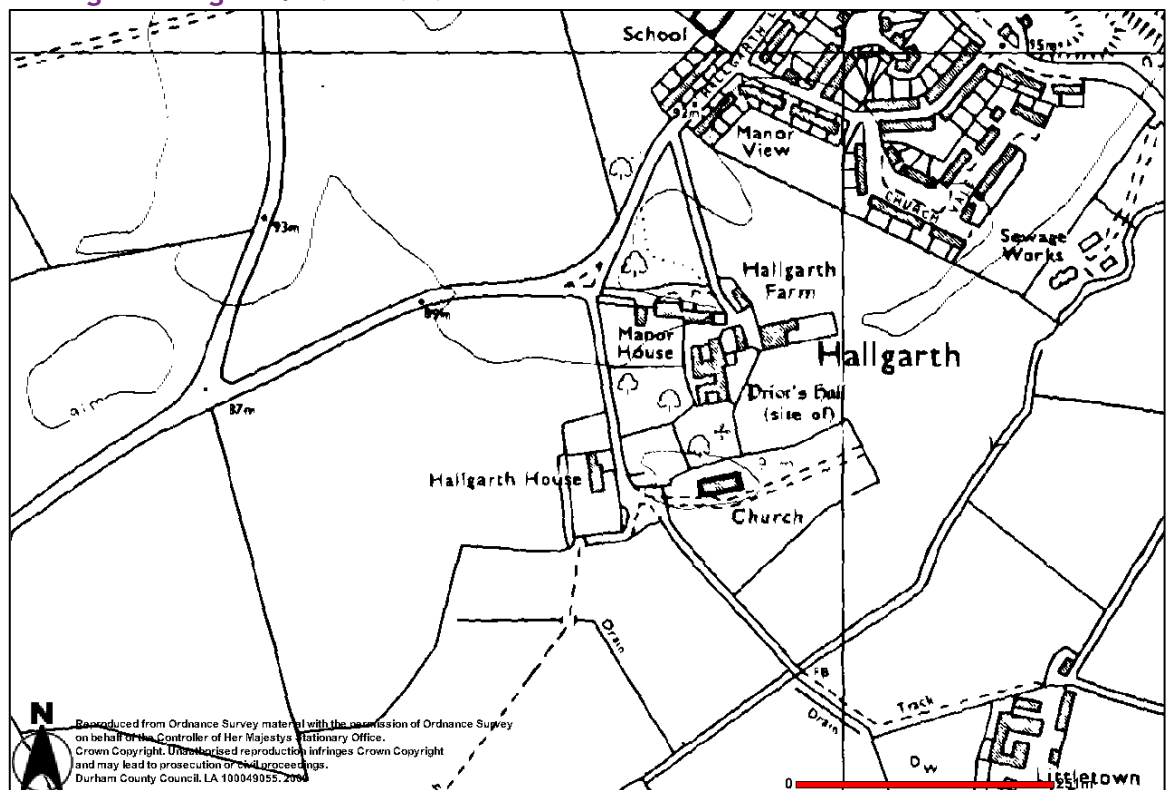 School
HALLGARTH
92m
95m
Manor
View
CHURCH
VALE
Sewage
Works
93m
89m
Hallgarth
Farm
Manor
House
Hallgarth
Prior's Hall
(site of)
91m
87m
Hallgarth House
Church
Drain
FB
Track
Drain
D W
Littletown
N
Reproduced from Ordnance Survey material with the permission of Ordnance Survey
on behalf of the Controller of Her Majestys Stationary Office.
Crown Copyright. Unauthorised reproduction infringes Crown Copyright
and may lead to prosecution or civil proceedings.
Durham County Council. LA 100049055.
0
251m